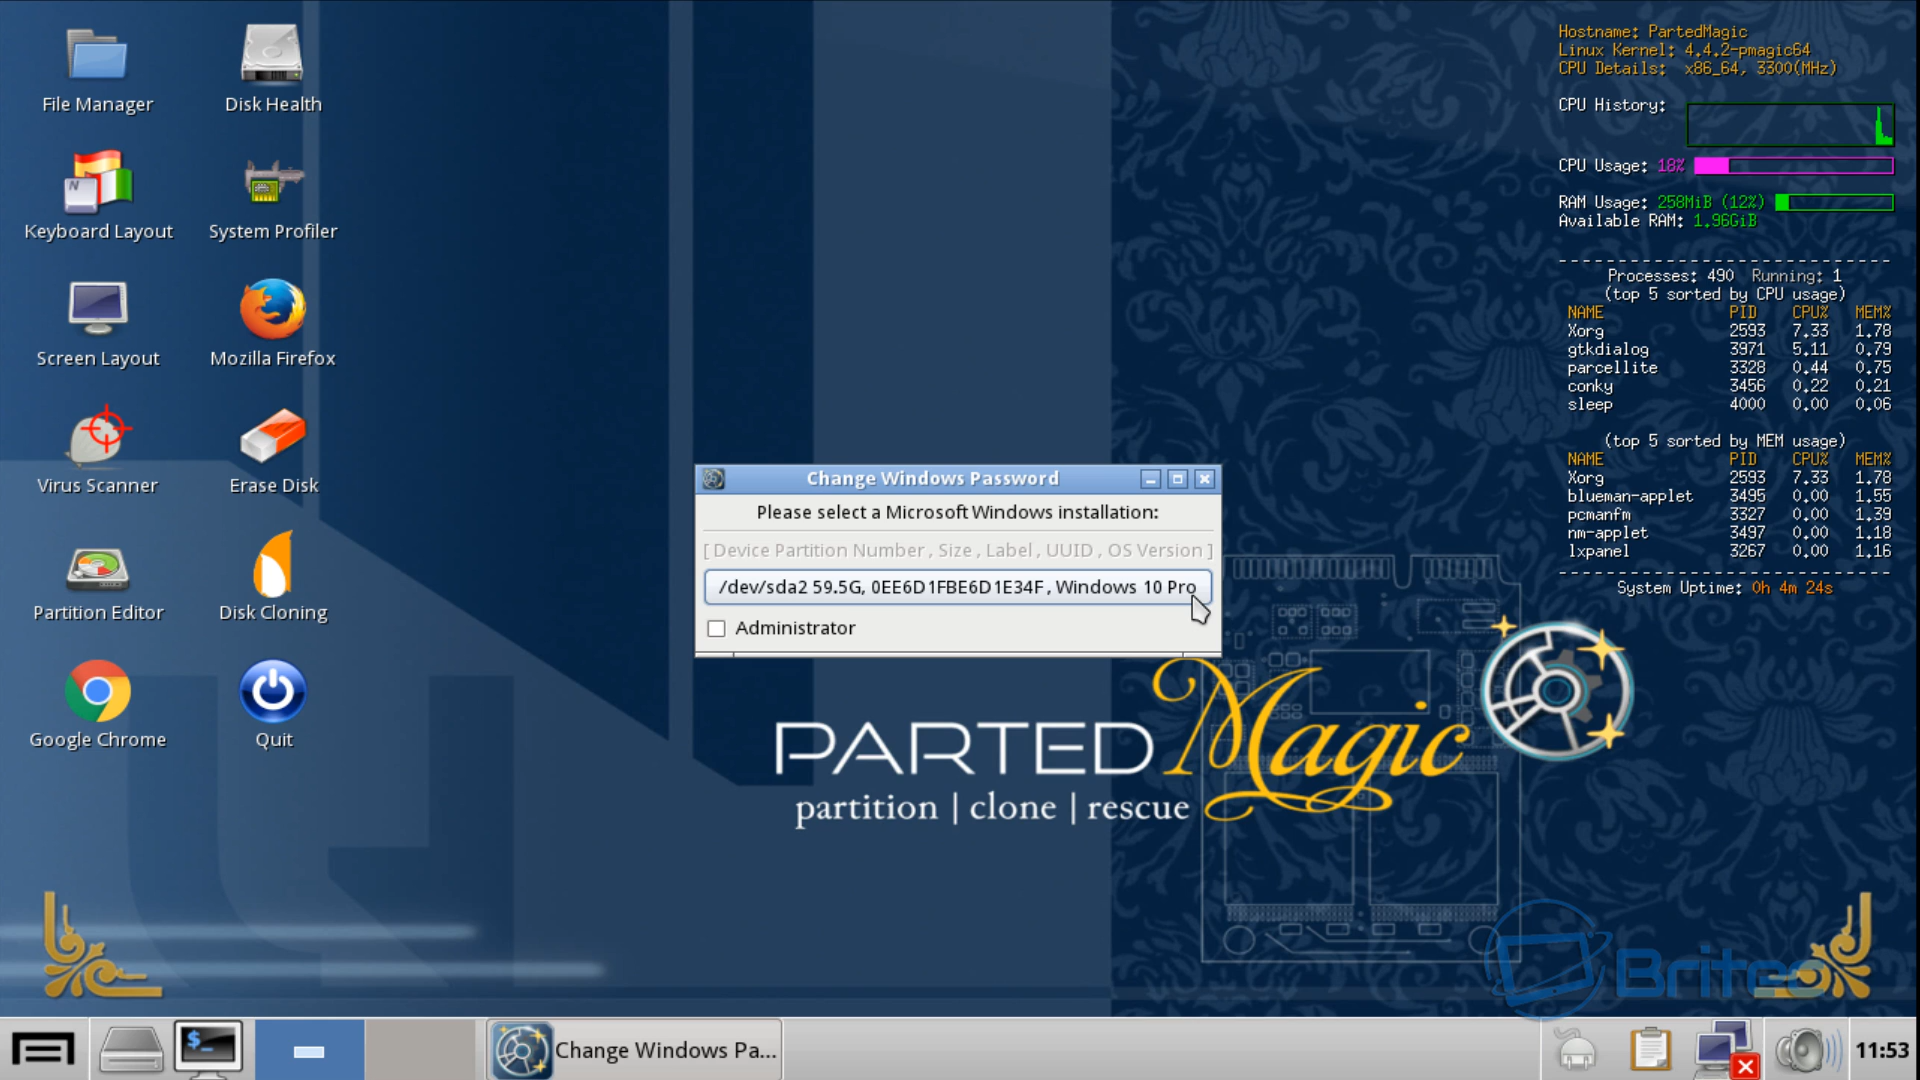 File Manager
Disk Health
Keyboard Layout
System Profiler
Screen Layout
Mozilla Firefox
Virus Scanner
Erase Disk
Partition Editor
Disk Cloning
Google Chrome
Quit
Hostname: PartedMagic
Linux Kernel: 4.4.2-pmagic64
CPU Details: x86_64, 3300(MHz)
CPU History:
CPU Usage: 18%
RAM Usage: 258MiB (12%)
Available RAM: 1.96GiB
Processes: 490 Running: 1
(top 5 sorted by CPU usage)
NAME PID CPU% MEM%
Xorg 2593 7.33 1.78
gtkdialog 3971 5.11 0.79
parcellite 3328 0.44 0.75
conky 3456 0.22 0.21
sleep 4000 0.00 0.06
(top 5 sorted by MEM usage)
NAME PID CPU% MEM%
Xorg 2593 7.33 1.78
blueman-applet 3495 0.00 1.55
pcmanfm 3327 0.00 1.39
nm-applet 3497 0.00 1.18
lxpanel 3267 0.00 1.16
System Uptime: 0h 4m 24s
Change Windows Password
Please select a Microsoft Windows installation:
[ Device Partition Number , Size , Label , UUID , OS Version ]
/dev/sda2 59.5G, 0EE6D1FBE6D1E34F , Windows 10 Pro
Administrator
PARTED Magic
partition | clone | rescue
Change Windows Pa...
11:53